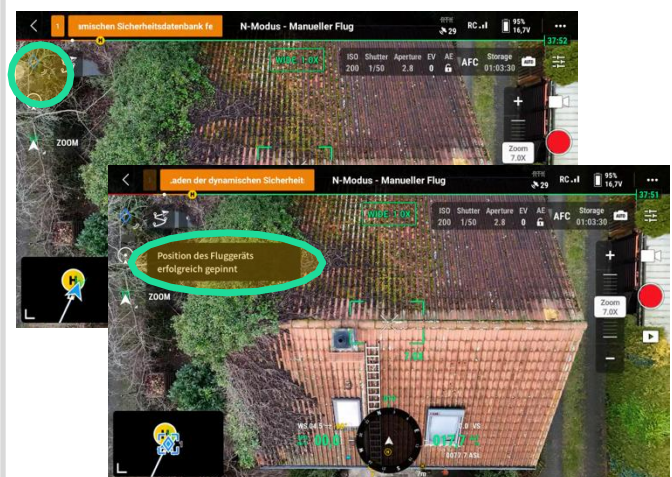 1
amischen Sicherheitsdatenbank fe
N-Modus - Manueller Flug
29
RC
95%
16,7V
37:52
H
WIDE 1.0X
ISO Shutter Aperture EV AE
200 1/50 2.8 0
AFC
Storage
01:03:30
AUTO
ZOOM
Zoom
7.0X
H
.aden der dynamischen Sicherheit
N-Modus - Manueller Flug
29
RC
95%
16,7V
37:51
H
WIDE 1.0X
ISO Shutter Aperture EV AE
200 1/50 2.8 0
AFC
Storage
01:03:30
AUTO
Position des Fluggeräts
erfolgreich gepinnt
ZOOM
Zoom
7.0X